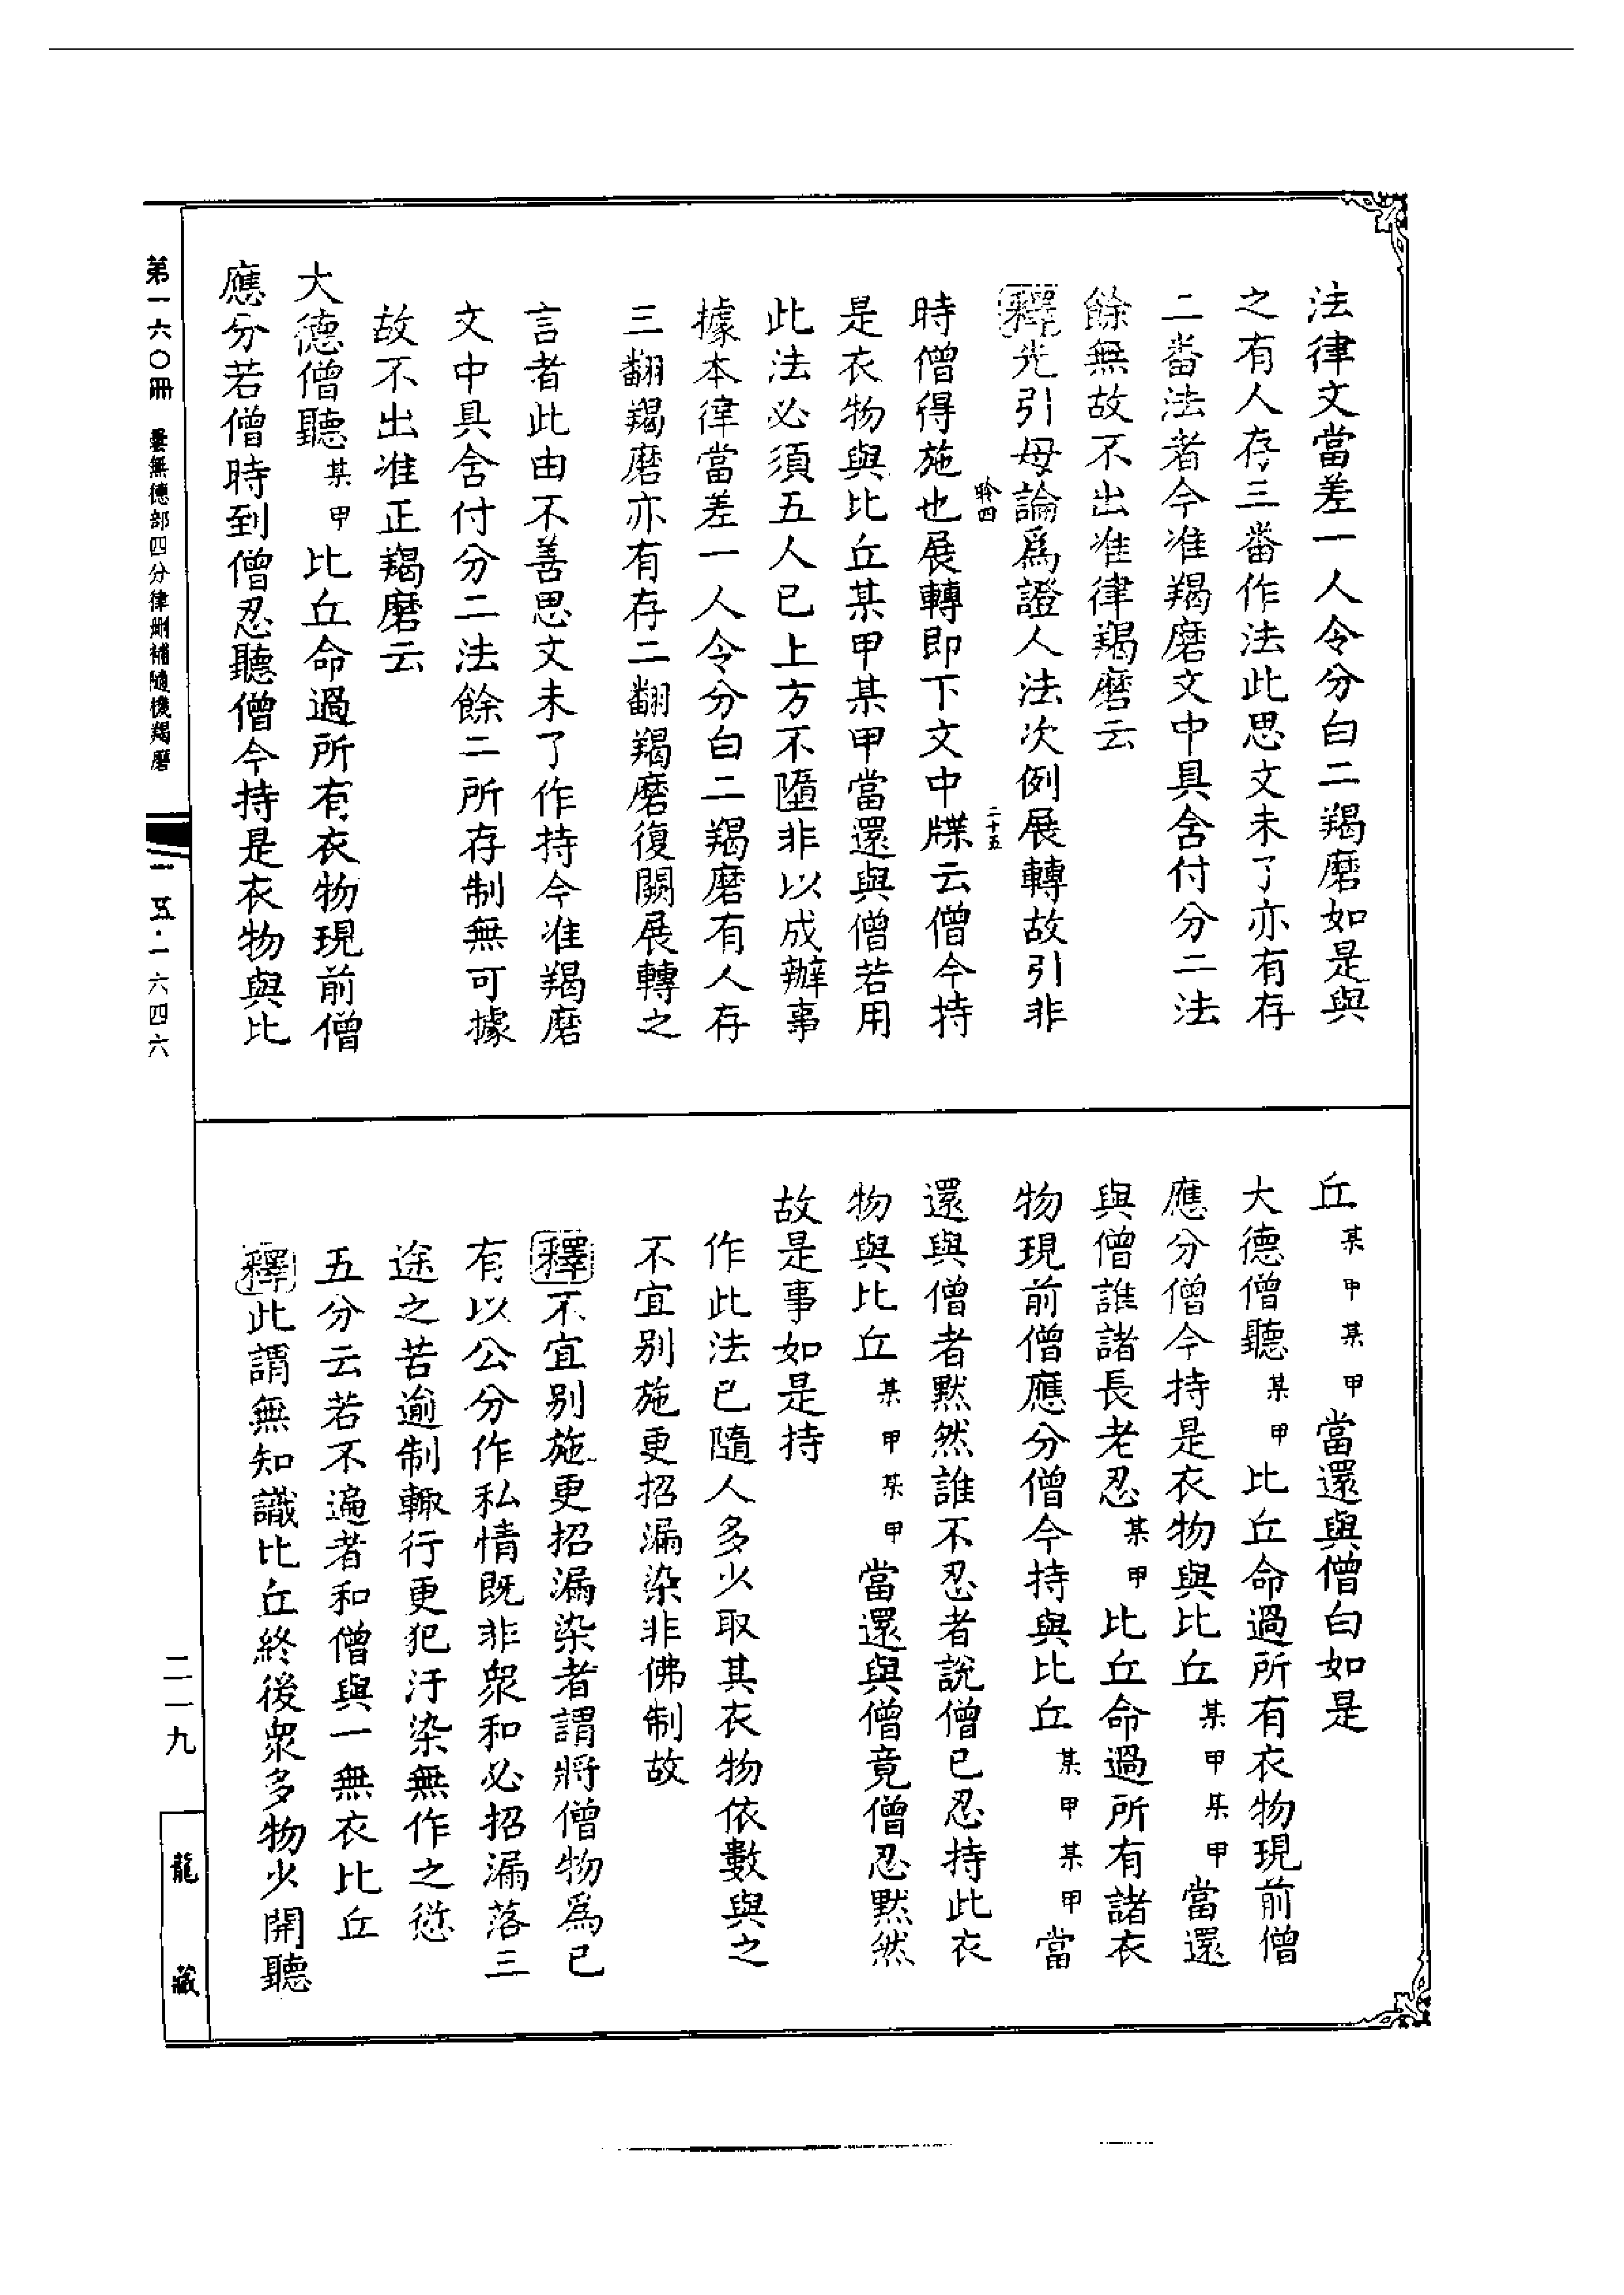 法律文當差一人令分白二羯磨如是與
之有人存三番作法此思文未了亦有存
二番法者今准羯磨文中具含付分二法
餘無故不出准律羯磨云
釋先引母論爲證人法次例展轉故引非
時僧得施也展轉即下文中牒云僧今持
是衣物與比丘某甲某甲當還與僧若用
此法必須五人已上方不墮非以成辦事
據本律當差一人令分白二羯磨有人存
三翻羯磨亦有存二翻羯磨復闕展轉之
言者此由不善思文未了作持今准羯磨
文中具含付分二法餘二所存制無可據
故不出准正羯磨云
大德僧聽某甲比丘命過所有衣物現前僧
應分若僧時到僧忍聽僧今持是衣物與比
丘某甲某甲當還與僧白如是
大德僧聽某甲比丘命過所有衣物現前僧
應分僧今持是衣物與比丘某甲某甲當還
與僧誰諸長老忍某甲比丘命過所有諸衣
物現前僧應分僧今持與比丘某甲某甲當
還與僧者默然誰不忍者說僧已忍持此衣
物與比丘某甲某甲當還與僧竟僧忍默然
故是事如是持
作此法已隨人多少取其衣物依數與之
不宜別施更招漏染非佛制故
釋不宜別施更招漏染者謂將僧物爲已
有以公分作私情既非衆和必招漏落三
途之苦逾制輙行更犯汙染無作之愆
五分云若不遍者和僧與一無衣比丘
釋此謂無知識比丘終後衆多物少開聽
聆四
二十五
第一六〇冊
曇無德部四分律刪補隨機羯磨
一五·一六四六
二一九
龍藏